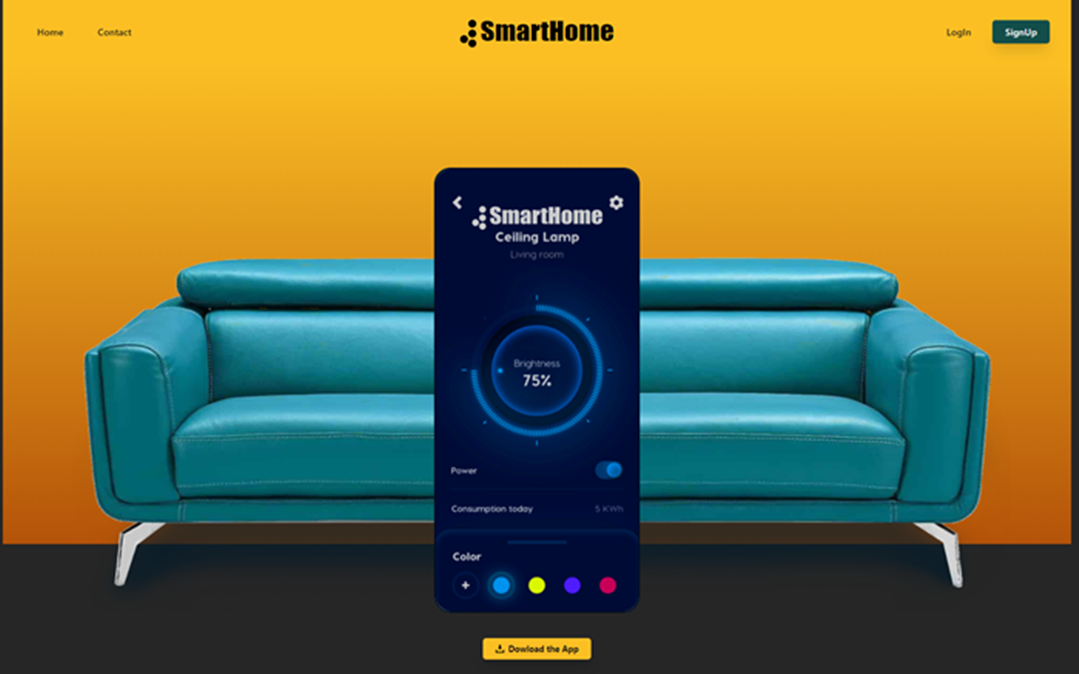 Home
Contact
SmartHome
LogIn
SignUp
SmartHome
Ceiling Lamp
Living room
Brightness
75%
Power
Consumption today
5 KWh
Color
+
Dowload the App